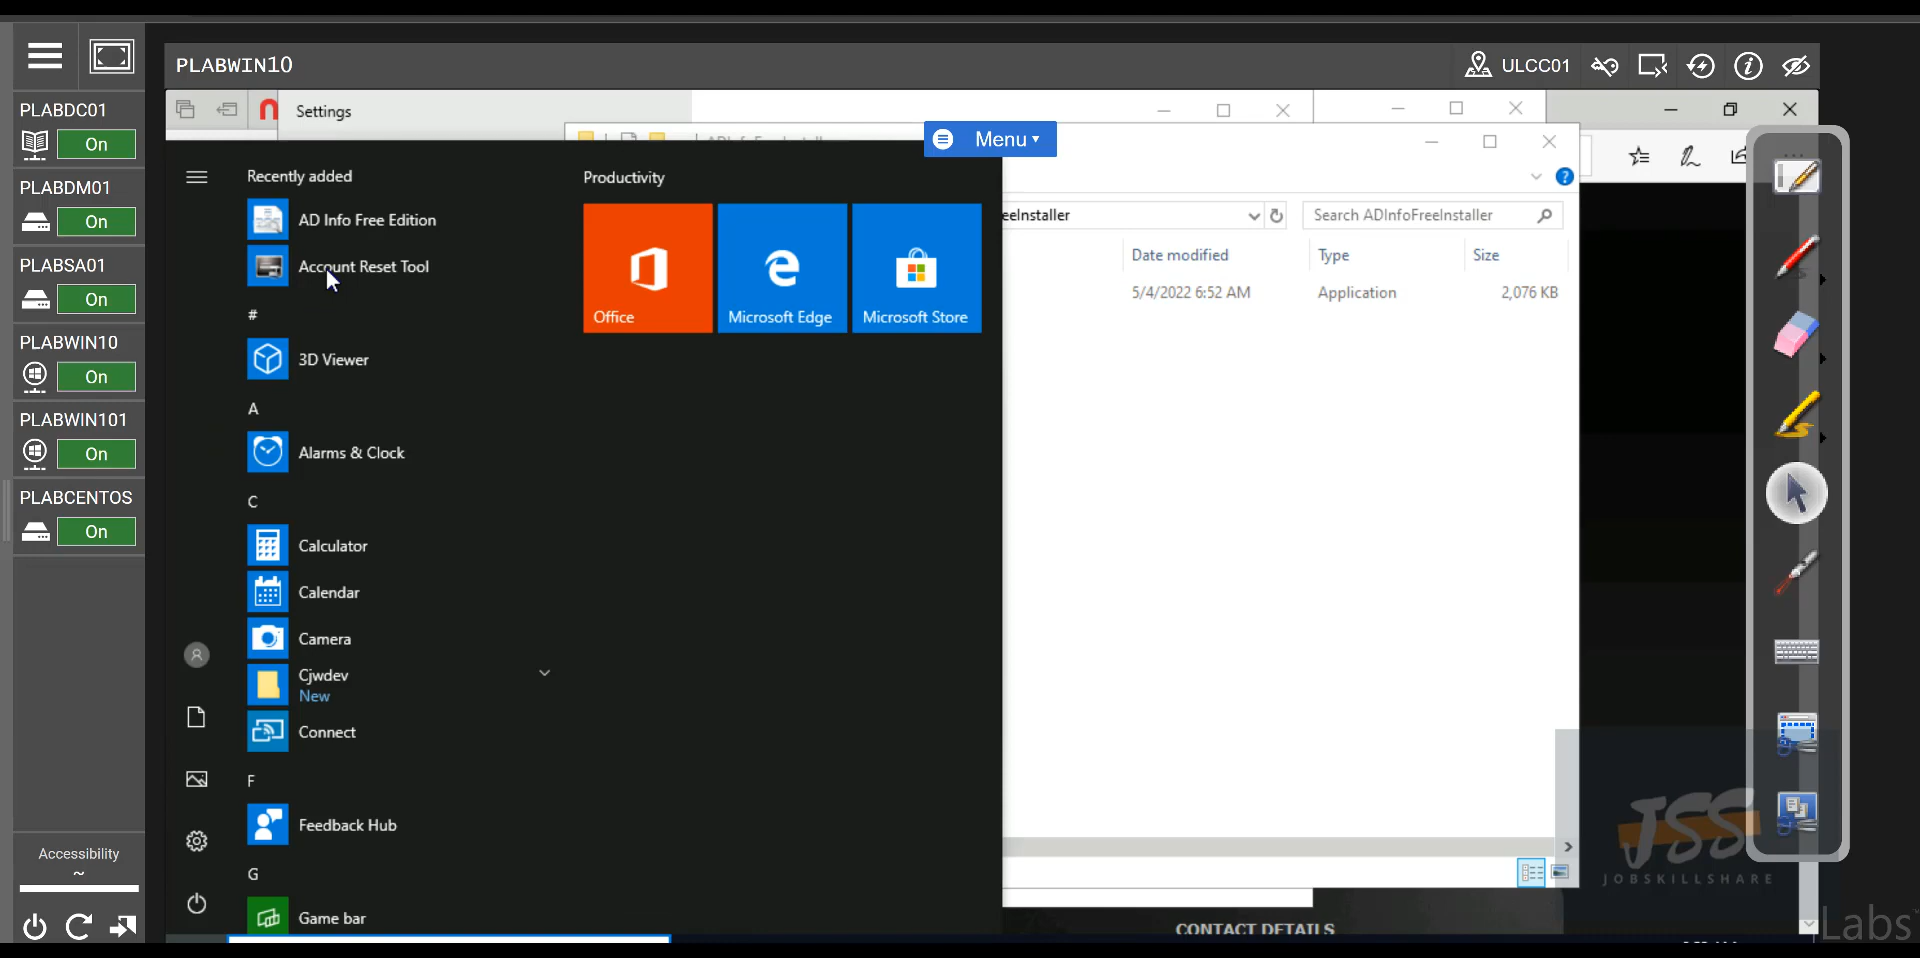 PLABWIN10
ULCC01
PLABDC01
On
PLABDM01
On
PLABSA01
On
PLABWIN10
On
PLABWIN101
On
PLABCENTOS
On
Accessibility
Settings
Menu
Recently added
AD Info Free Edition
Account Reset Tool
#
3D Viewer
A
Alarms & Clock
C
Calculator
Calendar
Camera
Cjwdev
New
Connect
F
Feedback Hub
G
Game bar
Productivity
Office
Microsoft Edge
Microsoft Store
eeInstaller
Search ADInfoFreeInstaller
Date modified
Type
Size
5/4/2022 6:52 AM
Application
2,076 KB
JSS
JOBSKILLSHARE
CONTACT DETAILS
Labs